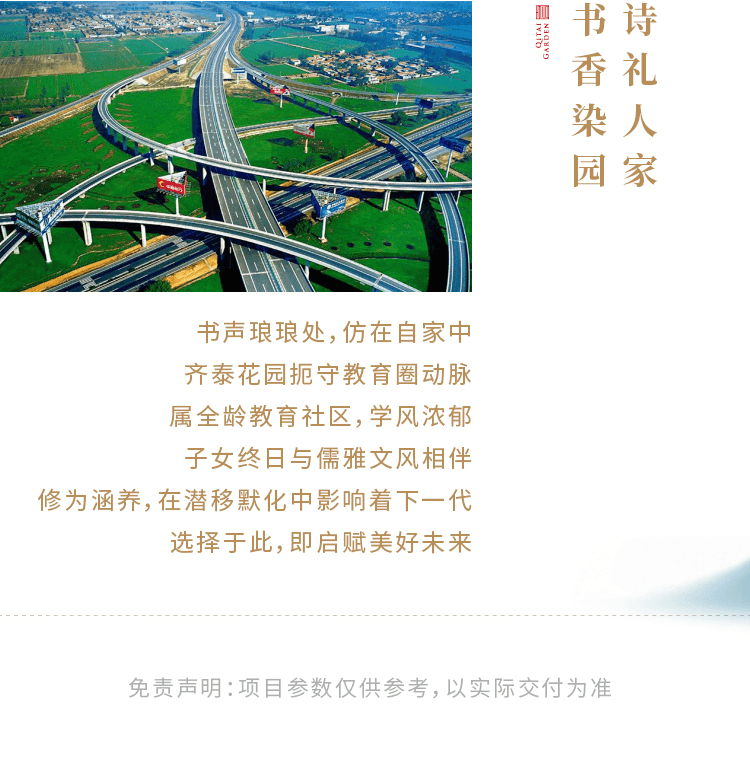 诗礼人家
书香染园
QITAI
GARDEN
书声琅琅处，仿在自家中
齐泰花园扼守教育圈动脉
属全龄教育社区，学风浓郁
子女终日与儒雅文风相伴
修为涵养，在潜移默化中影响着下一代
选择于此，即启赋美好未来
免责声明：项目参数仅供参考，以实际交付为准